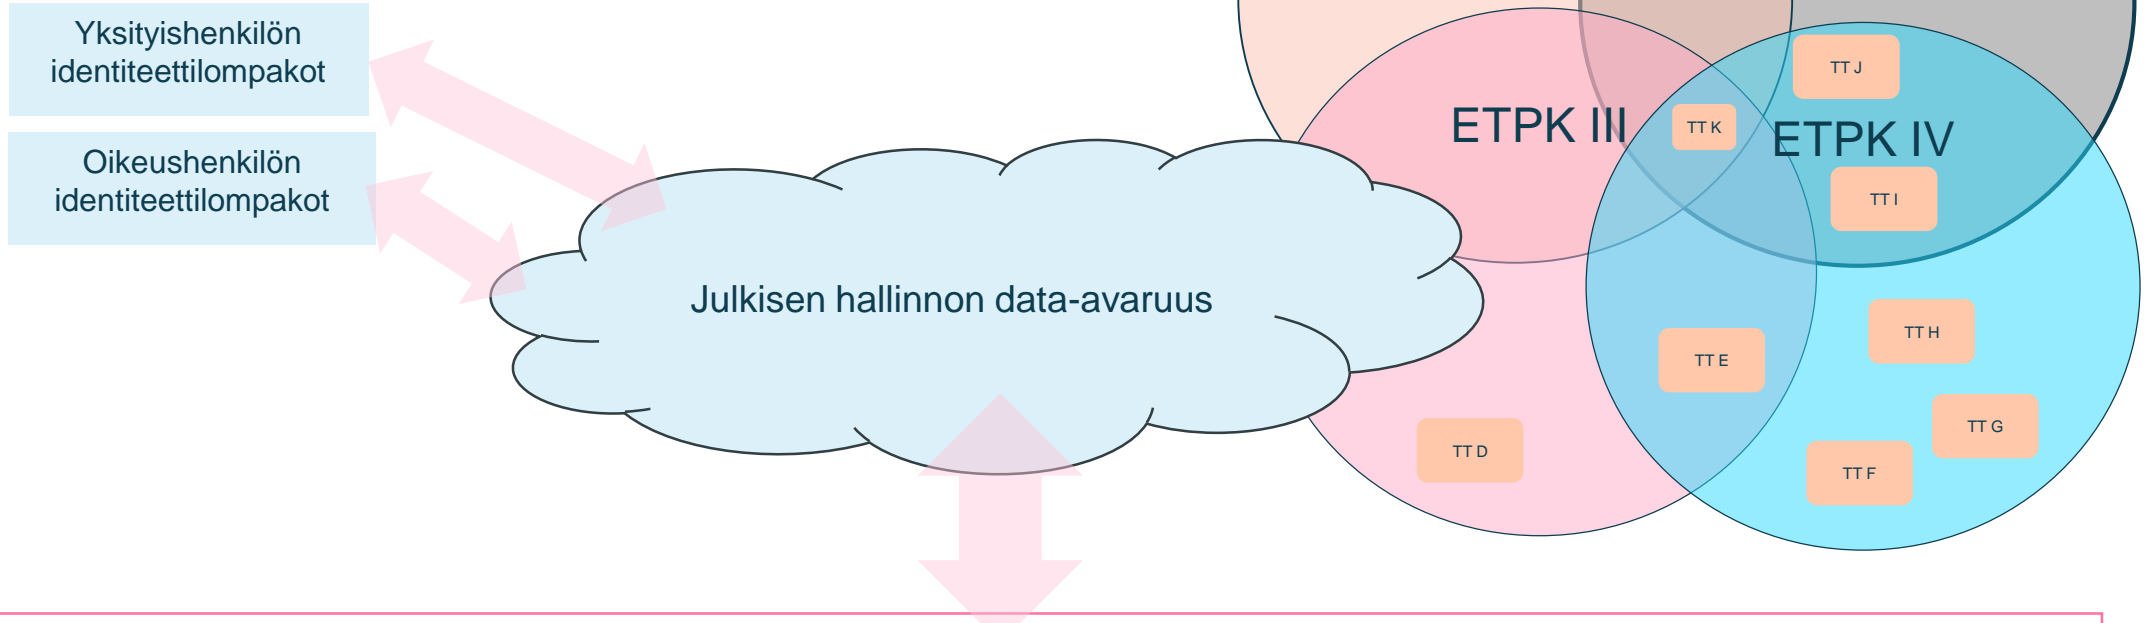 Yksityishenkilön
identiteettilompakot
Oikeushenkilön
identiteettilompakot
Julkisen hallinnon data-avaruus
ETPK III
ETPK IV
TT J
TT K
TT I
TT H
TT E
TT G
TT D
TT F